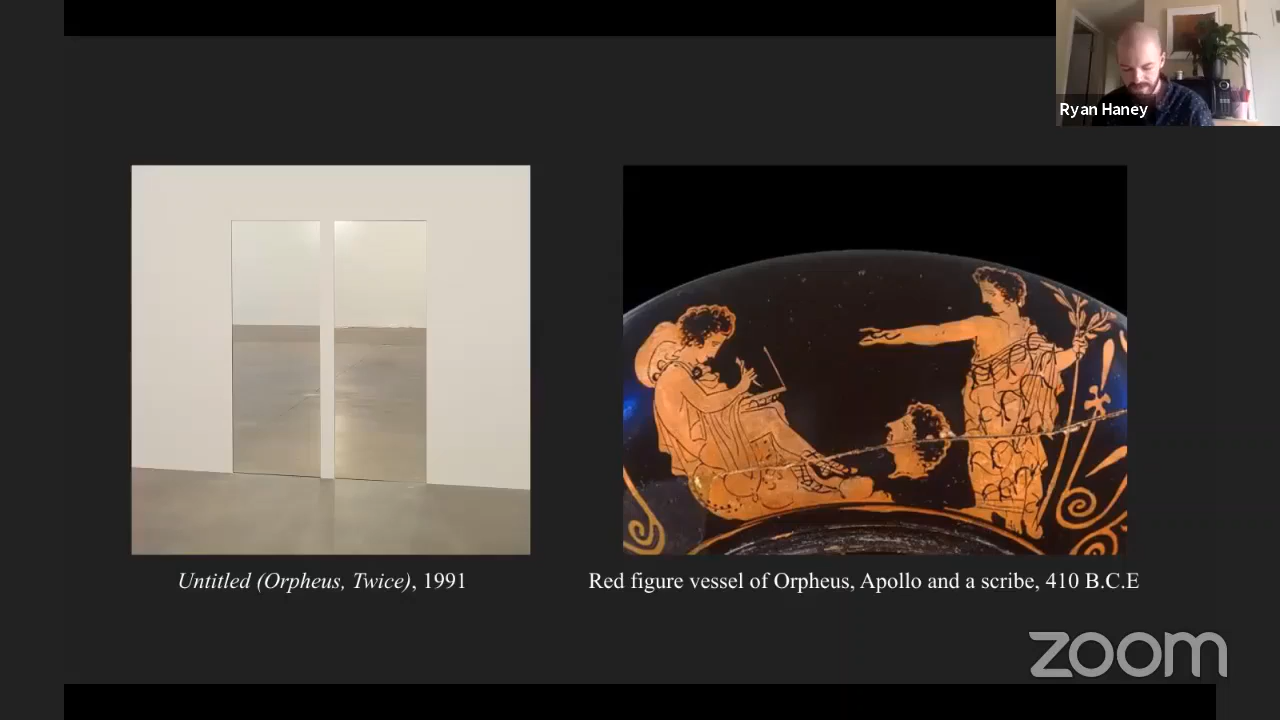 Ryan Haney
Untitled (Orpheus, Twice), 1991
Red figure vessel of Orpheus, Apollo and a scribe, 410 B.C.E
zoom